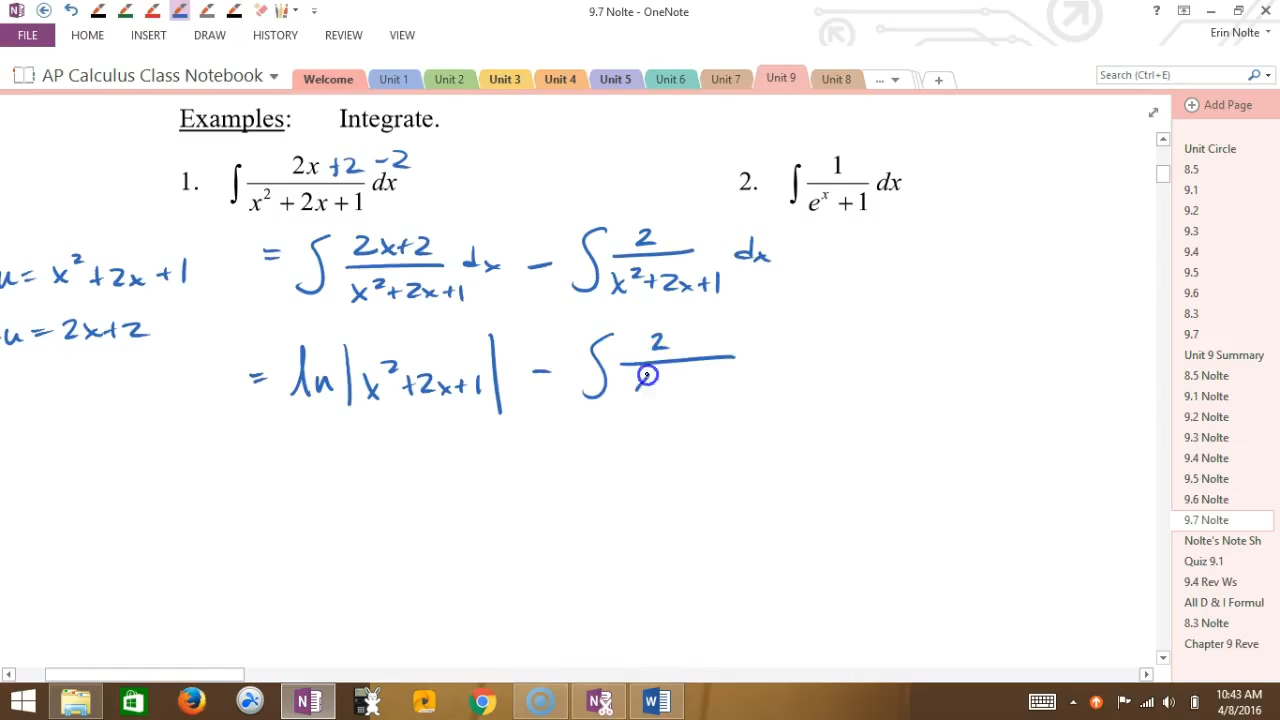 9.7 Nolte - OneNote
?
FILE HOME INSERT DRAW HISTORY REVIEW VIEW
Erin Nolte
AP Calculus Class Notebook Welcome Unit 1 Unit 2 Unit 3 Unit 4 Unit 5 Unit 6 Unit 7 Unit 9 Unit 8 ... +
Search (Ctrl+E)
Add Page
Examples: Integrate.
1. ∫ (2x +2 -2)/(x² + 2x + 1) dx
2. ∫ 1/(eˣ + 1) dx
= ∫ (2x+2)/(x²+2x+1) dx - ∫ 2/(x²+2x+1) dx
u = x²+2x+1
u = 2x+2
= ln|x²+2x+1| - ∫ 2/
Unit Circle
8.5
9.1
9.2
9.3
9.4
9.5
9.6
8.3
9.7
Unit 9 Summary
8.5 Nolte
9.1 Nolte
9.2 Nolte
9.3 Nolte
9.4 Nolte
9.5 Nolte
9.6 Nolte
9.7 Nolte
Nolte's Note Sh
Quiz 9.1
9.4 Rev Ws
All D & I Formul
8.3 Nolte
Chapter 9 Reve
10:43 AM
4/8/2016